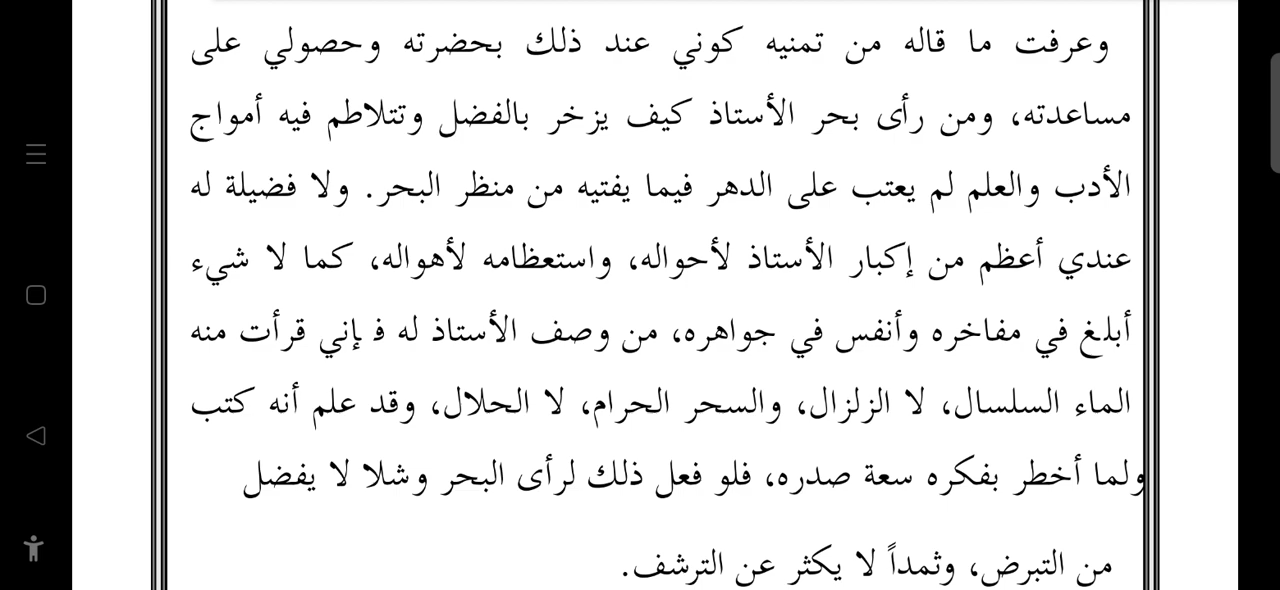 وعرفت ما قاله من تمنيه كوني عند ذلك بحضرته وحصولي على
مساعدته، ومن رأى بحر الأستاذ كيف يزخر بالفضل وتتلاطم فيه أمواج
الأدب والعلم لم يعتب على الدهر فيما يفتيه من منظر البحر. ولا فضيلة له
عندي أعظم من إكبار الأستاذ لأحواله، واستعظامه لأهواله، كما لا شيء
أبلغ في مفاخره وأنفس في جواهره، من وصف الأستاذ له ف إني قرأت منه
الماء السلسال، لا الزلزال، والسحر الحرام، لا الحلال، وقد علم أنه كتب
ولما أخطر بفكره سعة صدره، فلو فعل ذلك لرأى البحر وشلا لا يفضل
من التبرض، وثمداً لا يكثر عن الترشف.